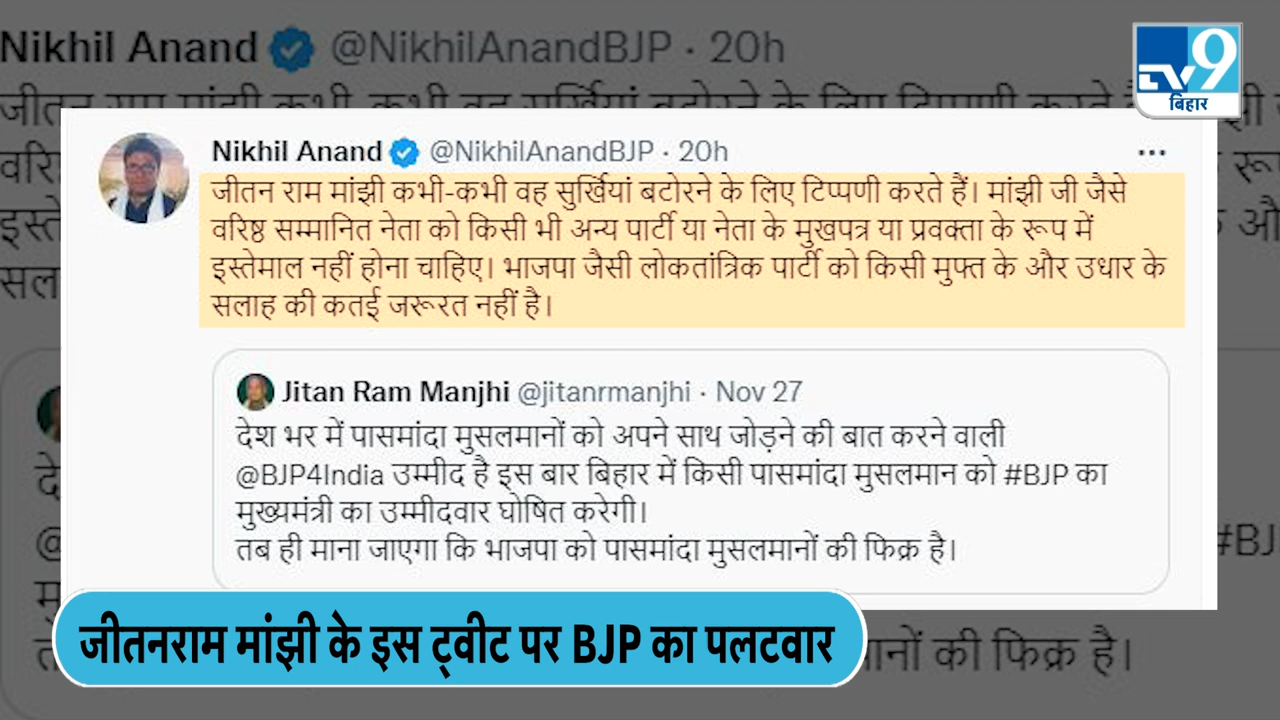 Nikhil Anand @NikhilAnandBJP · 20h
TV9
बिहार
Nikhil Anand @NikhilAnandBJP · 20h
जीतन राम मांझी कभी-कभी वह सुर्खियां बटोरने के लिए टिप्पणी करते हैं। मांझी जी जैसे
वरिष्ठ सम्मानित नेता को किसी भी अन्य पार्टी या नेता के मुखपत्र या प्रवक्ता के रूप में
इस्तेमाल नहीं होना चाहिए। भाजपा जैसी लोकतांत्रिक पार्टी को किसी मुफ्त के और उधार के
सलाह की कतई जरूरत नहीं है।
Jitan Ram Manjhi @jitanrmanjhi · Nov 27
देश भर में पासमांदा मुसलमानों को अपने साथ जोड़ने की बात करने वाली
@BJP4India उम्मीद है इस बार बिहार में किसी पासमांदा मुसलमान को #BJP का
मुख्यमंत्री का उम्मीदवार घोषित करेगी।
तब ही माना जाएगा कि भाजपा को पासमांदा मुसलमानों की फिक्र है।
जीतनराम मांझी के इस ट्वीट पर BJP का पलटवार
की फिक्र है।